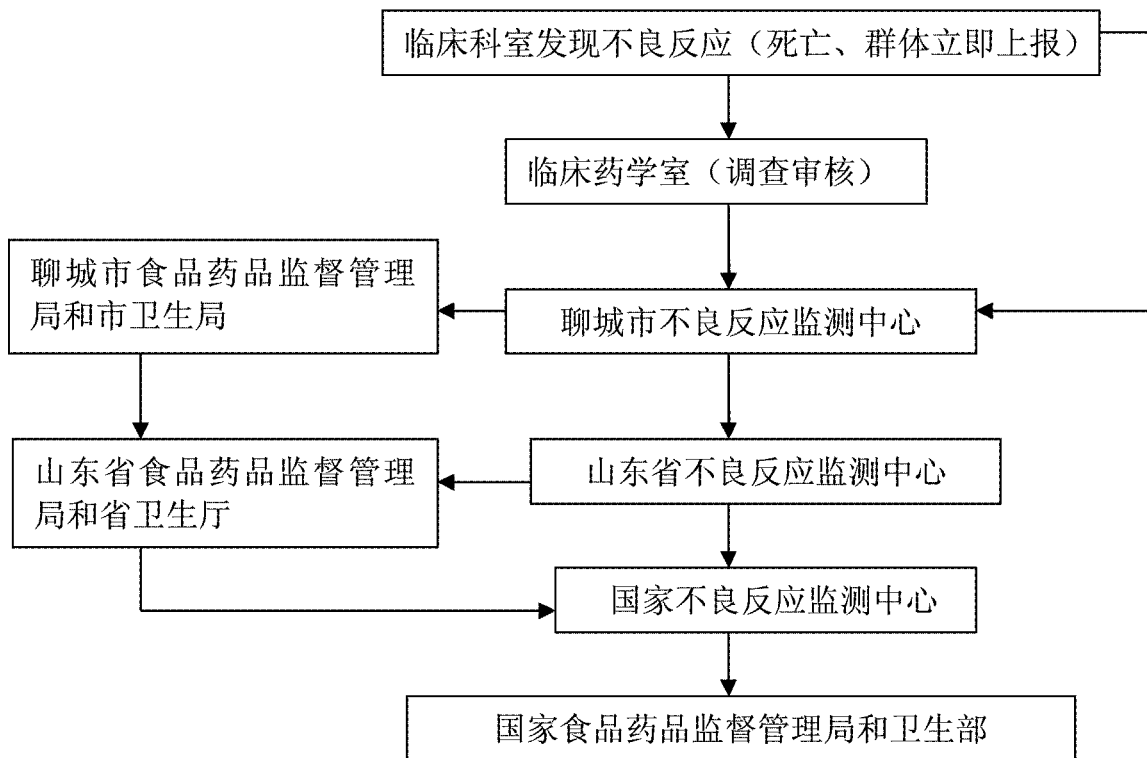 临床科室发现不良反应（死亡、群体立即上报）
临床药学室（调查审核）
聊城市食品药品监督管理
局和市卫生局
聊城市不良反应监测中心
山东省食品药品监督管理
局和省卫生厅
山东省不良反应监测中心
国家不良反应监测中心
国家食品药品监督管理局和卫生部